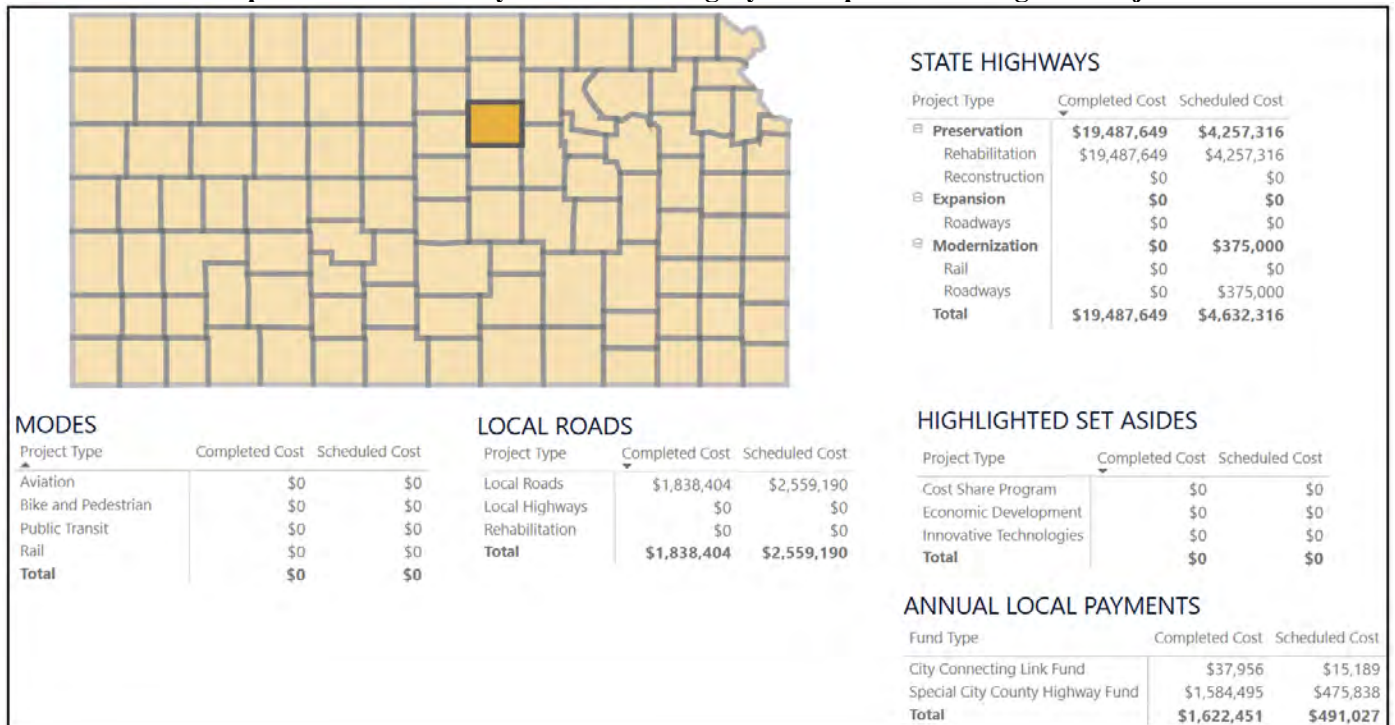 STATE HIGHWAYS
Project Type Completed Cost Scheduled Cost
Preservation $19,487,649 $4,257,316
Rehabilitation $19,487,649 $4,257,316
Reconstruction $0 $0
Expansion $0 $0
Roadways $0 $0
Modernization $0 $375,000
Rail $0 $0
Roadways $0 $375,000
Total $19,487,649 $4,632,316
MODES
Project Type Completed Cost Scheduled Cost
Aviation $0 $0
Bike and Pedestrian $0 $0
Public Transit $0 $0
Rail $0 $0
Total $0 $0
LOCAL ROADS
Project Type Completed Cost Scheduled Cost
Local Roads $1,838,404 $2,559,190
Local Highways $0 $0
Rehabilitation $0 $0
Total $1,838,404 $2,559,190
HIGHLIGHTED SET ASIDES
Project Type Completed Cost Scheduled Cost
Cost Share Program $0 $0
Economic Development $0 $0
Innovative Technologies $0 $0
Total $0 $0
ANNUAL LOCAL PAYMENTS
Fund Type Completed Cost Scheduled Cost
City Connecting Link Fund $37,956 $15,189
Special City County Highway Fund $1,584,495 $475,838
Total $1,622,451 $491,027